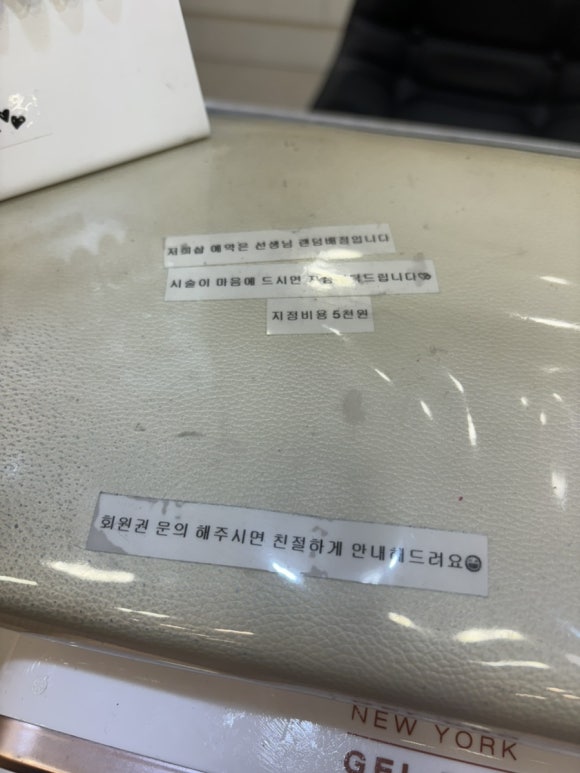 저희샵 예약은 선생님 랜덤배정입니다
시술이 마음에 드시면 드립니다
지정비용 5천원
회원권 문의 해주시면 친절하게 안내해드려요
NEW YORK
GEL